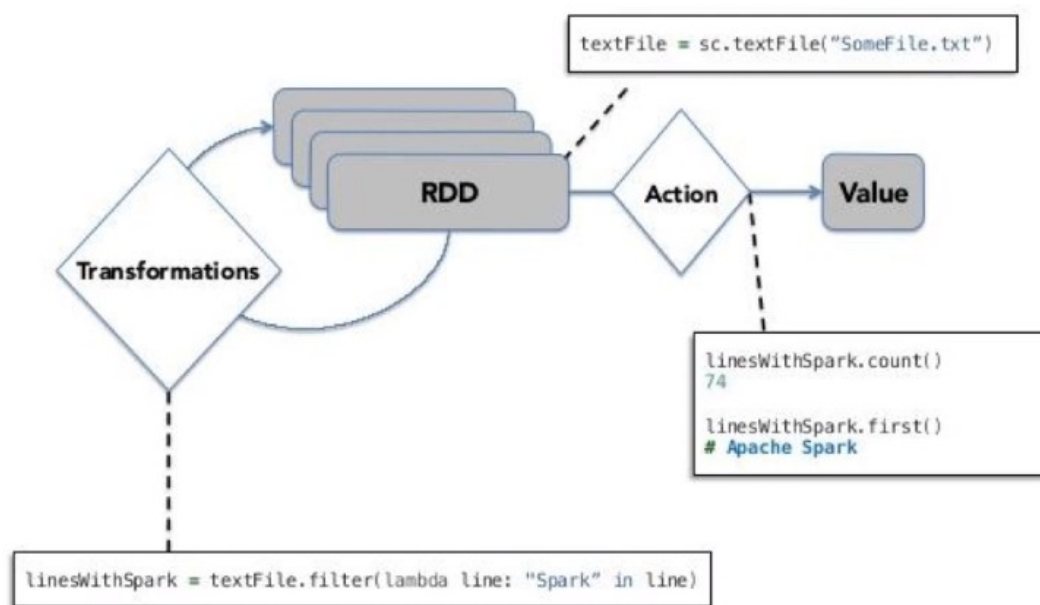 textFile = sc.textFile(“SomeFile.txt”)
RDD
Action
Value
Transformations
linesWithSpark.count()
74
linesWithSpark.first()
# Apache Spark
linesWithSpark = textFile.filter(lambda line: "Spark” in line)